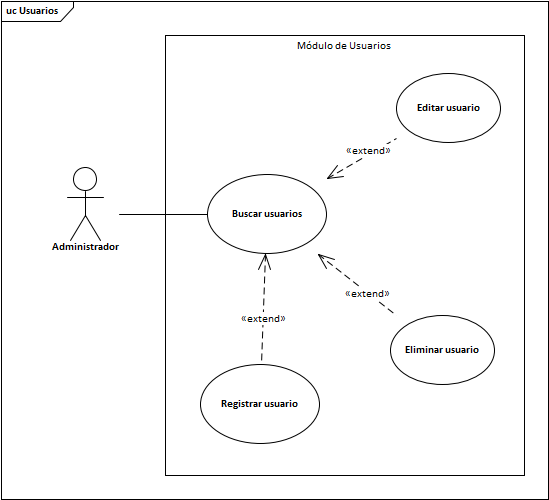 uc Usuarios
Módulo de Usuarios
Editar usuario
«extend»
Buscar usuarios
Administrador
«extend»
«extend»
Eliminar usuario
Registrar usuario